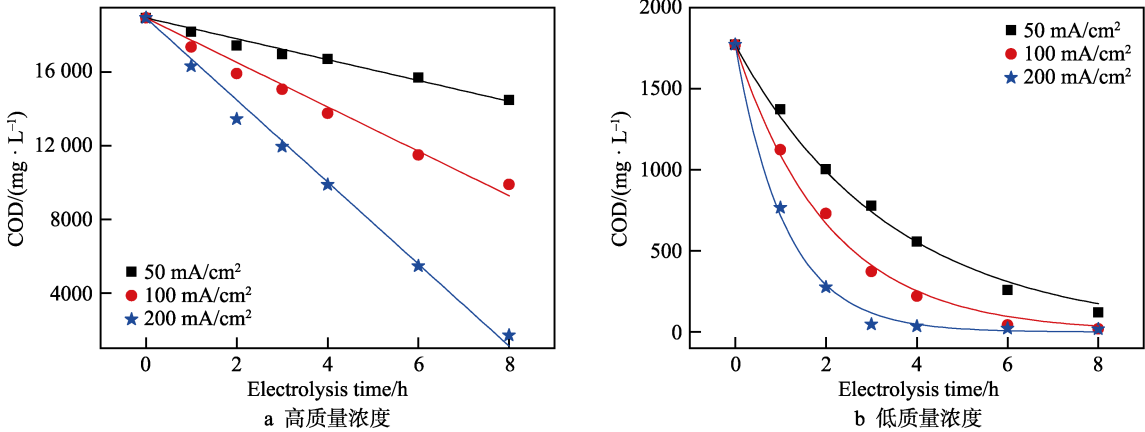 16 000
12 000
8000
4000
COD/(mg · L⁻¹)
50 mA/cm²
100 mA/cm²
200 mA/cm²
0 2 4 6 8
Electrolysis time/h
a 高质量浓度
2000
1500
1000
500
0
COD/(mg · L⁻¹)
50 mA/cm²
100 mA/cm²
200 mA/cm²
0 2 4 6 8
Electrolysis time/h
b 低质量浓度